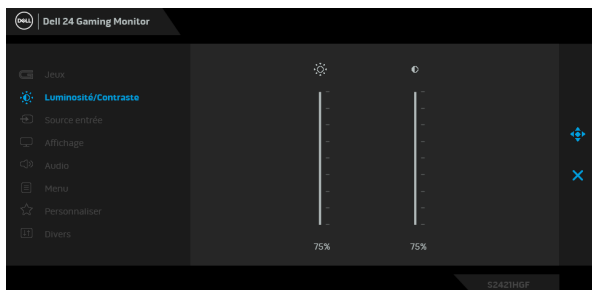 DELL
Dell 24 Gaming Monitor
Jeux
Luminosité/Contraste
Source entrée
Affichage
Audio
Menu
Personnaliser
Divers
75%
75%
S2421HGF